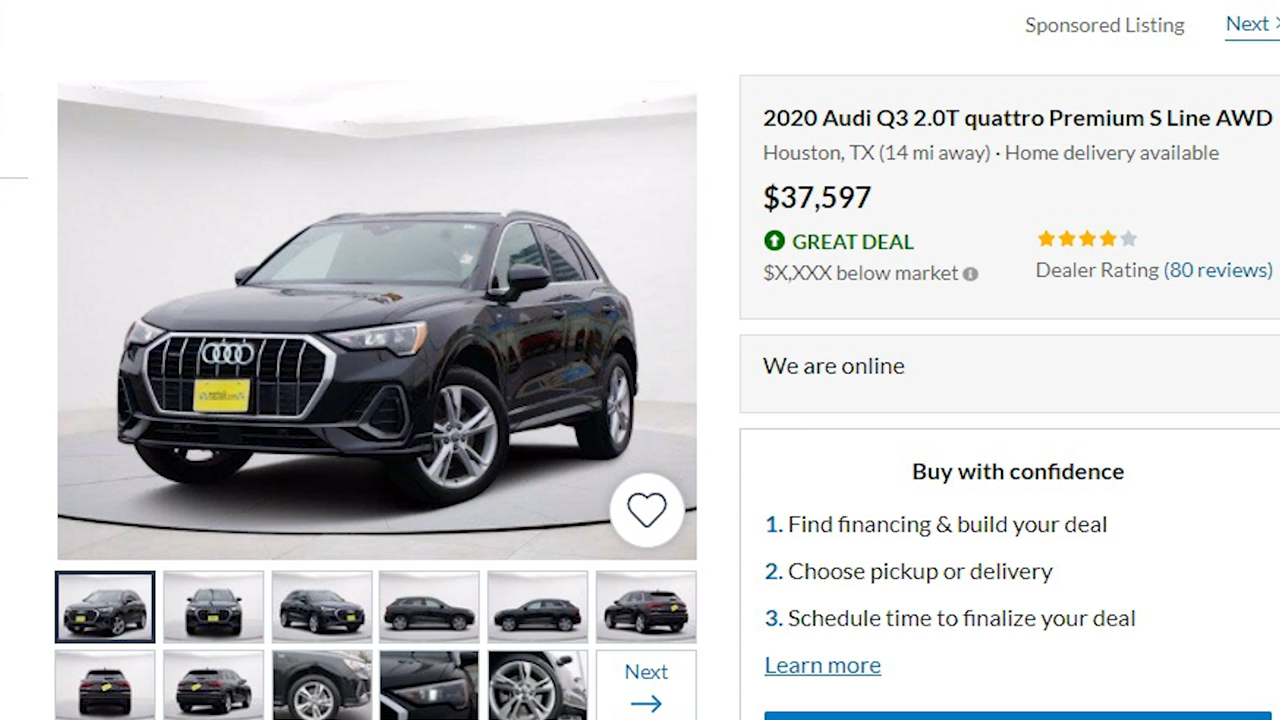 Sponsored Listing
Next >
2020 Audi Q3 2.0T quattro Premium S Line AWD
Houston, TX (14 mi away) · Home delivery available
$37,597
GREAT DEAL
$X,XXX below market
Dealer Rating (80 reviews)
We are online
Buy with confidence
1. Find financing & build your deal
2. Choose pickup or delivery
3. Schedule time to finalize your deal
Learn more
Next